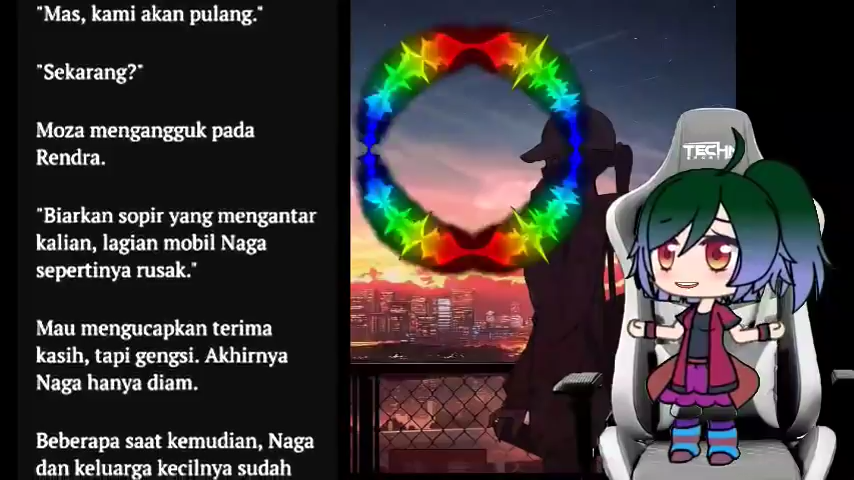 "Mas, kami akan pulang."
"Sekarang?"
Moza mengangguk pada
Rendra.
"Biarkan sopir yang mengantar
kalian, lagian mobil Naga
sepertinya rusak."
Mau mengucapkan terima
kasih, tapi gengsi. Akhirnya
Naga hanya diam.
Beberapa saat kemudian, Naga
dan keluarga kecilnya sudah